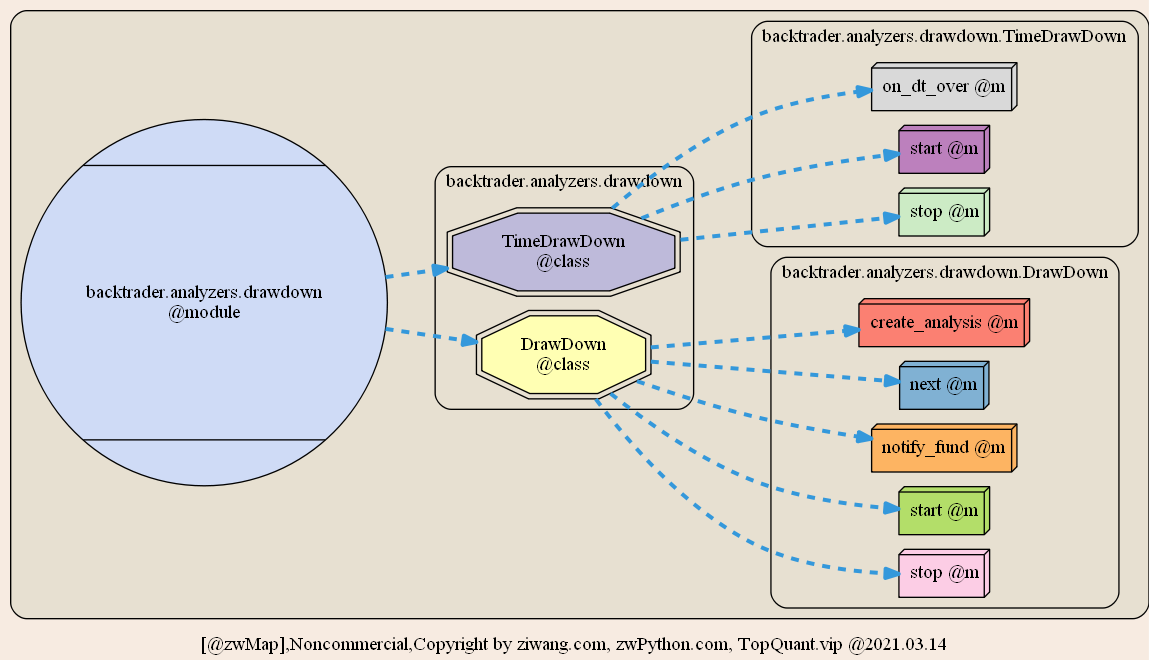 backtrader.analyzers.drawdown.TimeDrawDown
on_dt_over @m
start @m
stop @m
backtrader.analyzers.drawdown
TimeDrawDown
@class
DrawDown
@class
backtrader.analyzers.drawdown
@module
backtrader.analyzers.drawdown.DrawDown
create_analysis @m
next @m
notify_fund @m
start @m
stop @m
[@zwMap],Noncommercial,Copyright by ziwang.com, zwPython.com, TopQuant.vip @2021.03.14